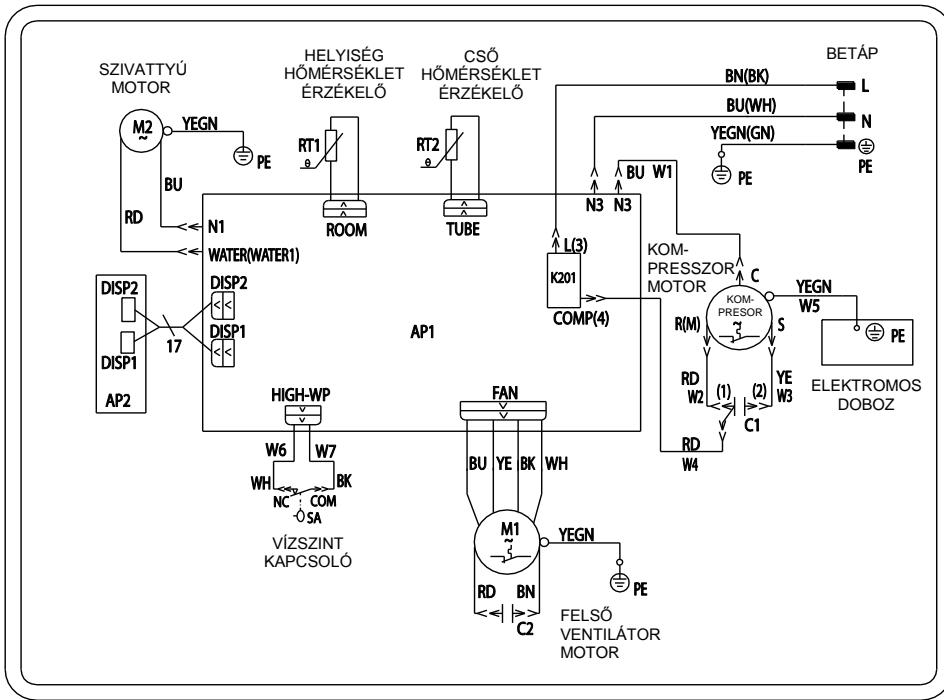 SZIVATTYÚ
MOTOR
M2
~
YEGN
PE
BU
RD
N1
WATER(WATER1)
HELYISÉG
HŐMÉRSÉKLET
ÉRZÉKELŐ
RT1
θ
ROOM
CSŐ
HŐMÉRSÉKLET
ÉRZÉKELŐ
RT2
θ
TUBE
BETÁP
BN(BK)
L
BU(WH)
N
YEGN(GN)
PE
PE
BU
W1
N3
N3
L(3)
K201
COMP(4)
KOM-
PRESSZOR
MOTOR
C
KOM-
PRESOR
~
R(M)
S
YEGN
W5
PE
ELEKTROMOS
DOBOZ
RD
W2
(1)
(2)
YE
W3
C1
RD
W4
DISP2
DISP1
AP2
17
DISP2
DISP1
AP1
HIGH-WP
W6
W7
WH
BK
NC
COM
SA
VÍZSZINT
KAPCSOLÓ
FAN
BU
YE
BK
WH
M1
~
YEGN
PE
RD
BN
C2
FELSŐ
VENTILÁTOR
MOTOR